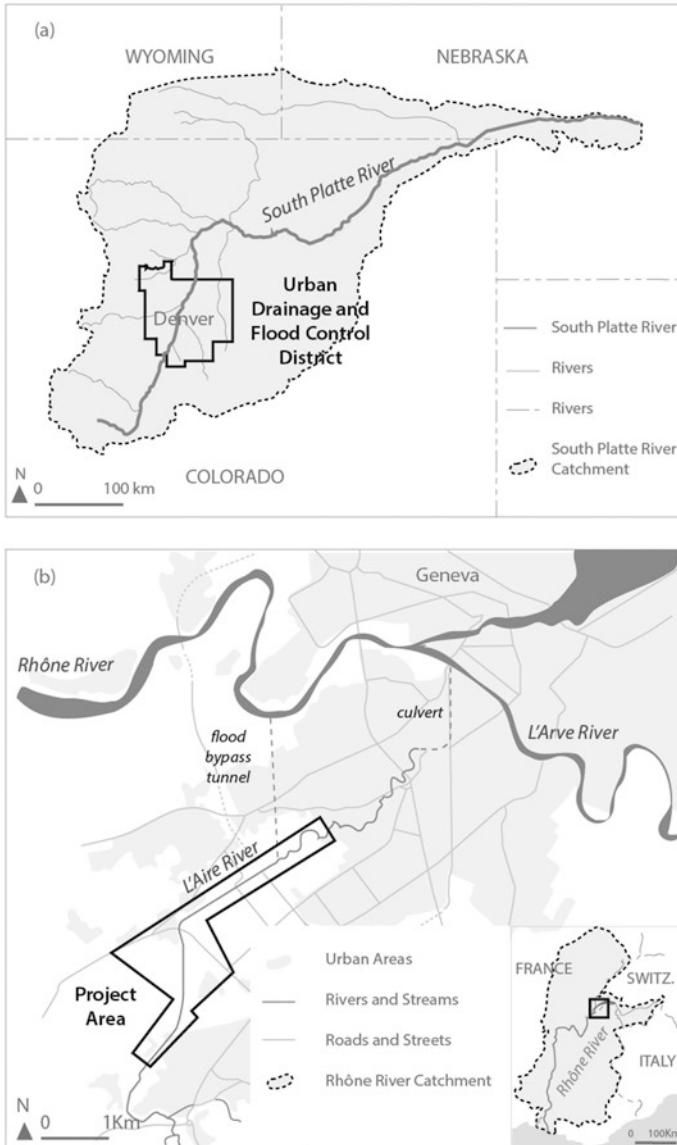 (a)
WYOMING
NEBRASKA
South Platte River
Urban
Drainage and
Flood Control
District
Denver
South Platte River
Rivers
Rivers
South Platte River
Catchment
COLORADO
N
0 100 km
(b)
Geneva
Rhône River
culvert
L'Arve River
flood
bypass
tunnel
L'Aire River
Project
Area
Urban Areas
Rivers and Streams
Roads and Streets
Rhône River Catchment
N
0 1Km
FRANCE
SWITZ.
Rhône River
ITALY
0 100Km